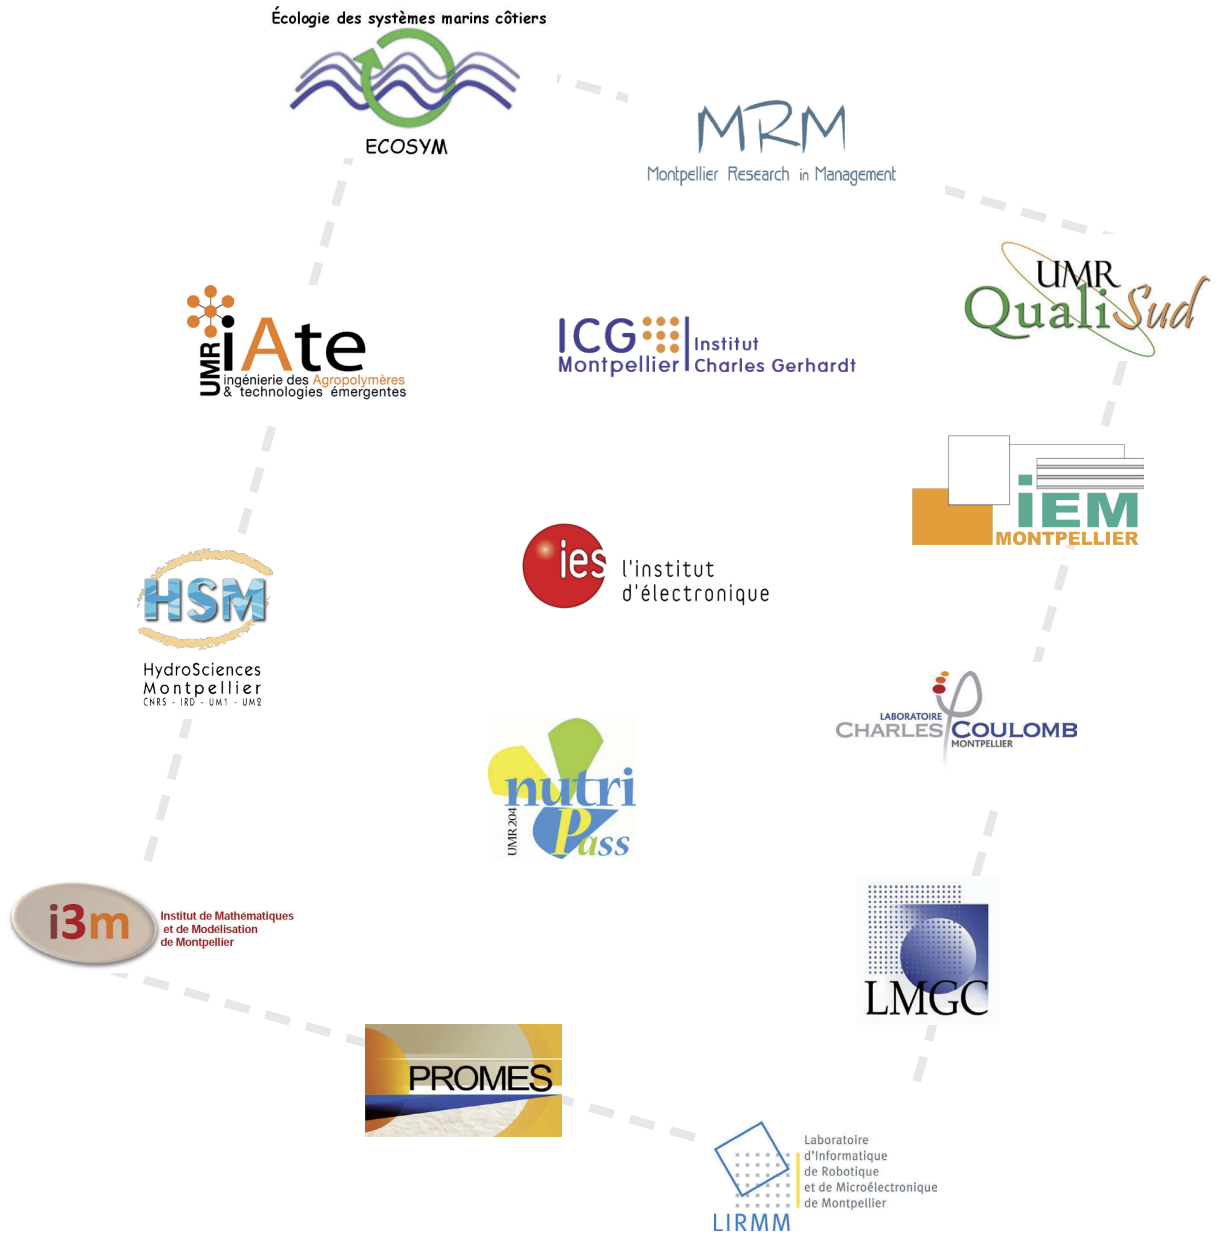 Écologie des systèmes marins côtiers
ECOSYM
MRM
Montpellier Research in Management
UMR
QualiSud
UMR
iAte
ingénierie des Agropolymères
& technologies émergentes
ICG
Montpellier
Institut
Charles Gerhardt
iEM
MONTPELLIER
ies
l'institut
d'électronique
HSM
HydroSciences
Montpellier
CNRS - IRD - UM1 - UM2
LABORATOIRE
CHARLES COULOMB
MONTPELLIER
nutri
Pass
UMR 204
i3m
Institut de Mathématiques
et de Modélisation
de Montpellier
LMGC
PROMES
LIRMM
Laboratoire
d'Informatique
de Robotique
et de Microélectronique
de Montpellier